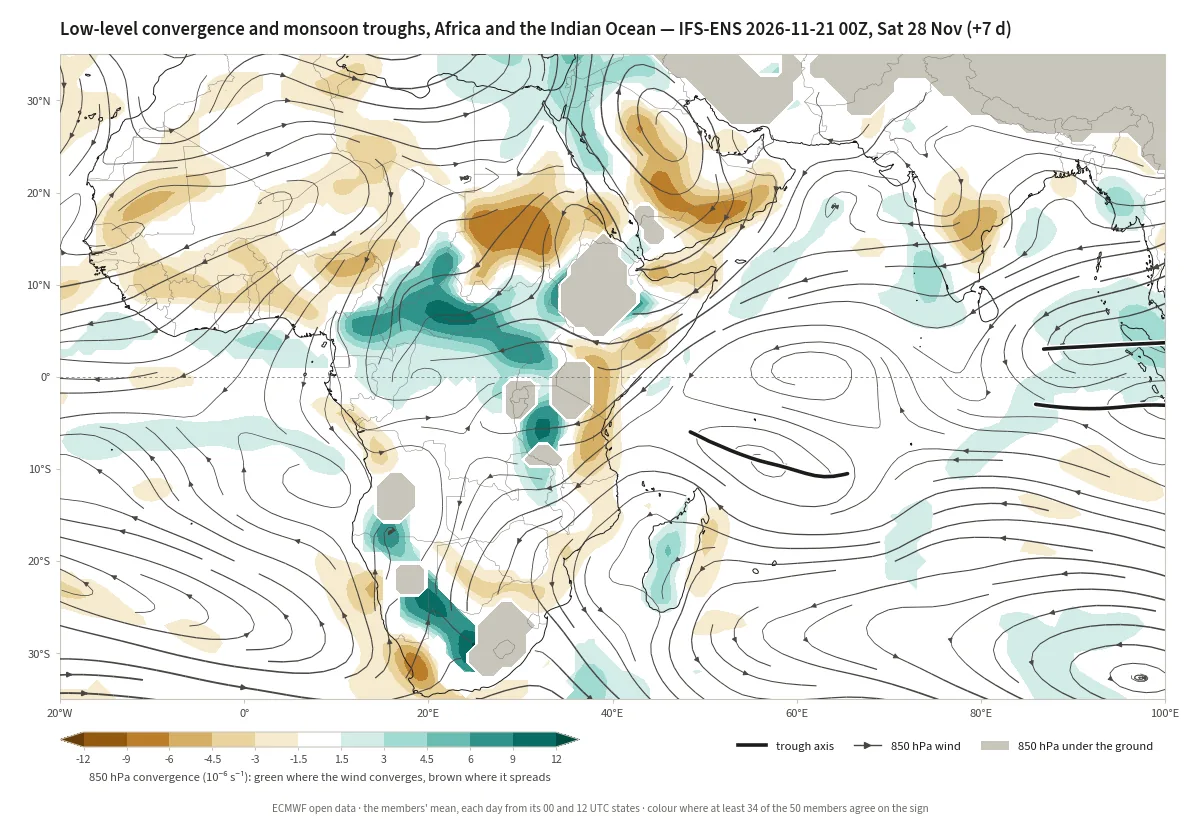 Low-level convergence and monsoon troughs, Africa and the Indian Ocean — IFS-ENS 2026-11-21 00Z, Sat 28 Nov (+7 d)
30°N
20°N
10°N
0°
10°S
20°S
30°S
20°W 0° 20°E 40°E 60°E 80°E 100°E
-12 -9 -6 -4.5 -3 -1.5 1.5 3 4.5 6 9 12
850 hPa convergence (10⁻⁶ s⁻¹): green where the wind converges, brown where it spreads
trough axis 850 hPa wind 850 hPa under the ground
ECMWF open data · the members' mean, each day from its 00 and 12 UTC states · colour where at least 34 of the 50 members agree on the sign